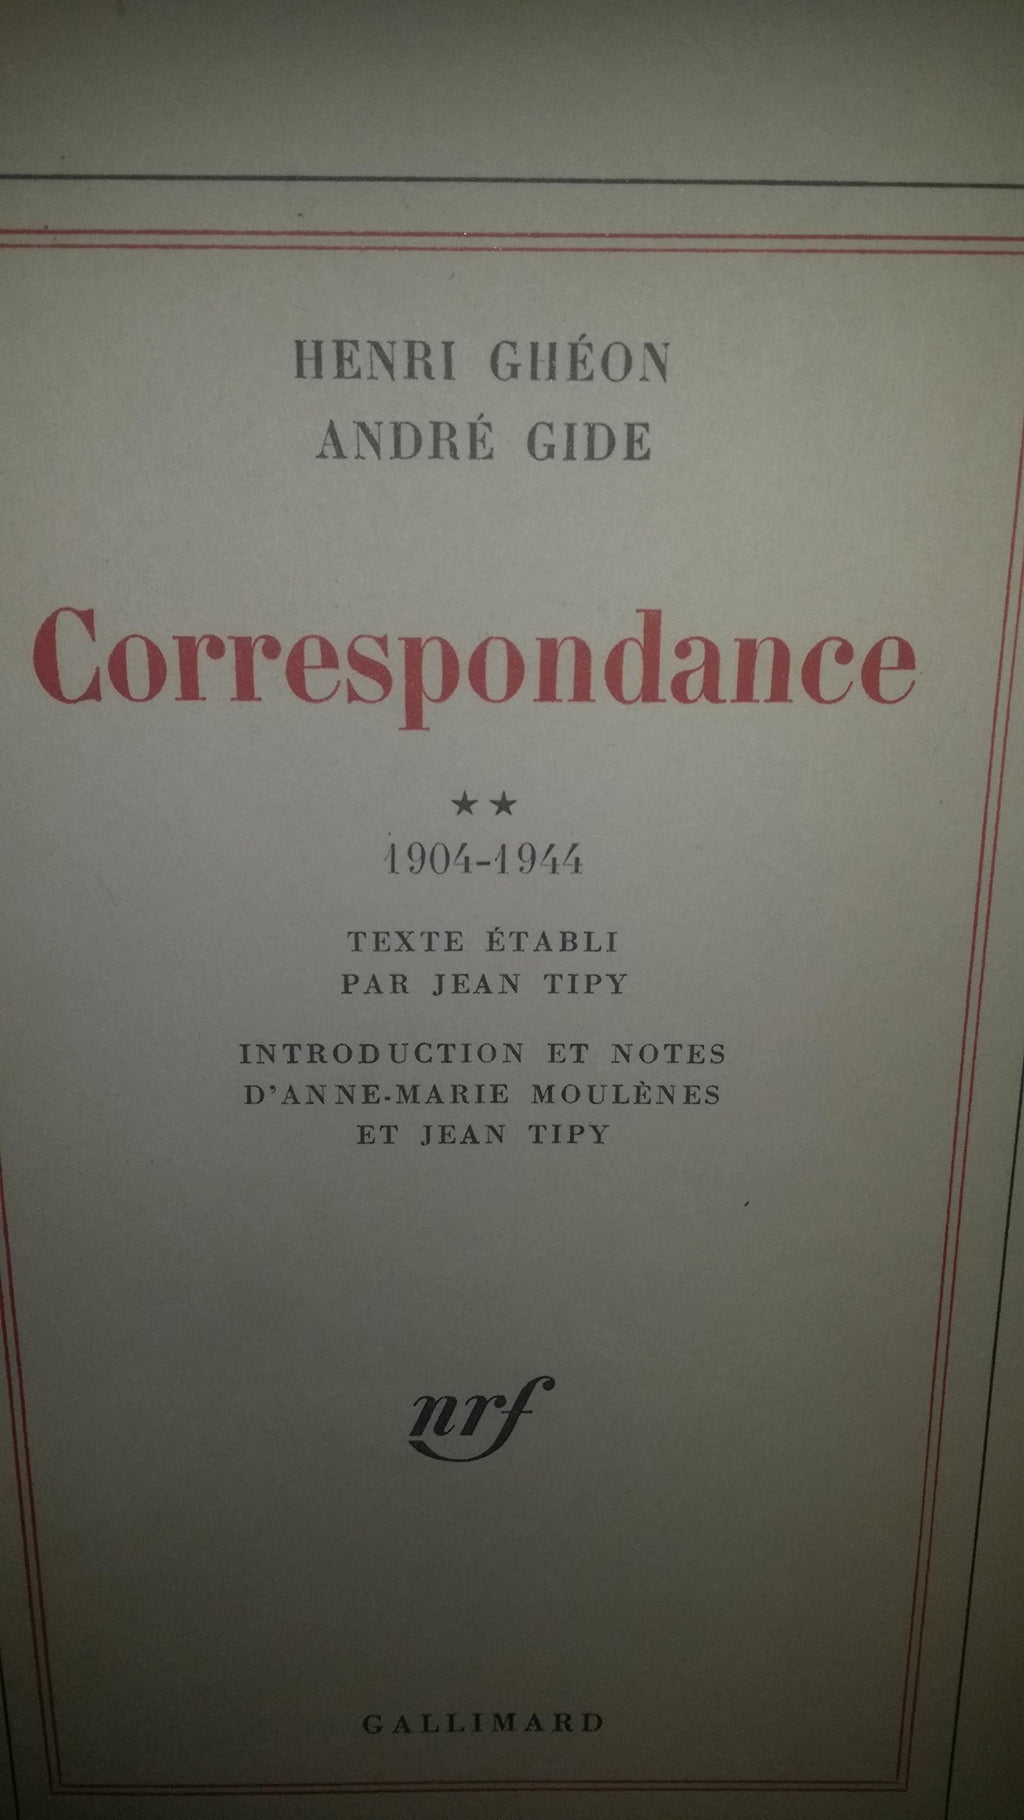 HENRI GHÉON
ANDRÉ GIDE
Correspondance
★★
1904-1944
TEXTE ÉTABLI
PAR JEAN TIPY
INTRODUCTION ET NOTES
D'ANNE-MARIE MOULÈNES
ET JEAN TIPY
nrf
GALLIMARD